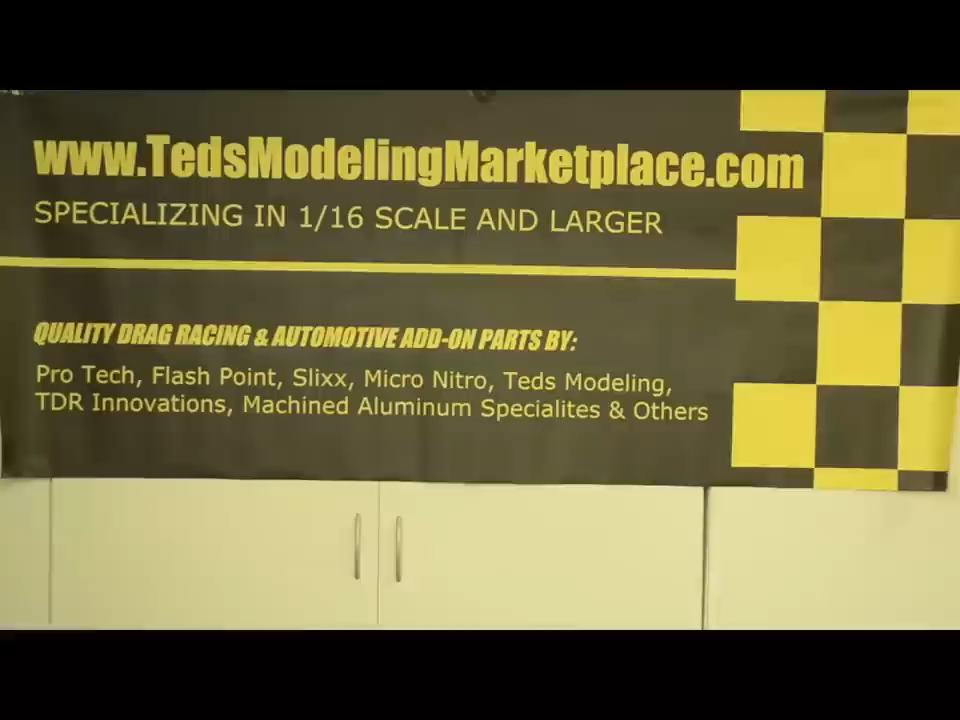 www.TedsModelingMarketplace.com
SPECIALIZING IN 1/16 SCALE AND LARGER
QUALITY DRAG RACING & AUTOMOTIVE ADD-ON PARTS BY:
Pro Tech, Flash Point, Slixx, Micro Nitro, Teds Modeling,
TDR Innovations, Machined Aluminum Specialites & Others